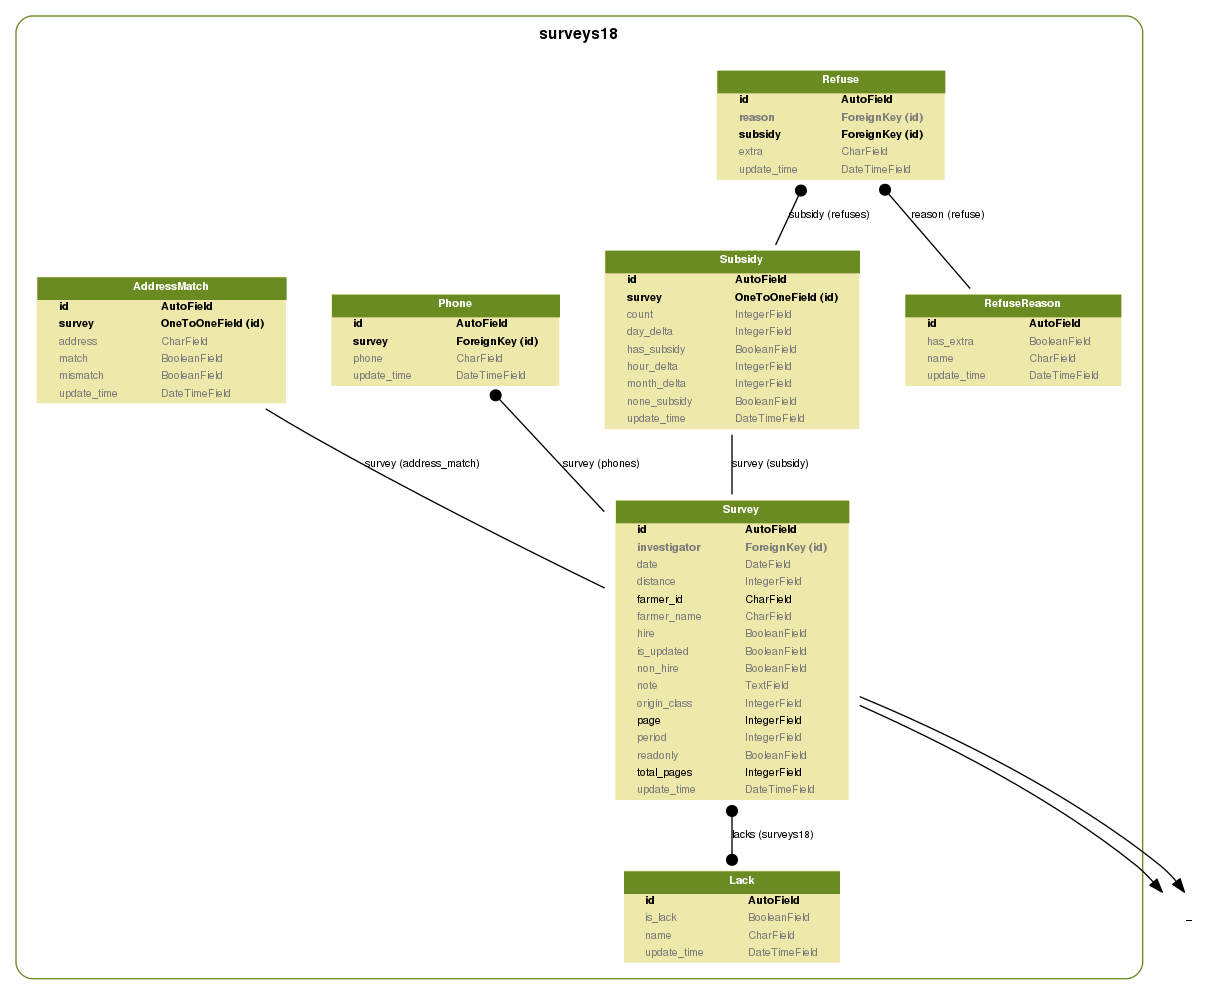 surveys18
Refuse
id AutoField
reason ForeignKey (id)
subsidy ForeignKey (id)
extra CharField
update_time DateTimeField
subsidy (refuses) reason (refuse)
AddressMatch
id AutoField
survey OneToOneField (id)
address CharField
match BooleanField
mismatch BooleanField
update_time DateTimeField
Phone
id AutoField
survey ForeignKey (id)
phone CharField
update_time DateTimeField
Subsidy
id AutoField
survey OneToOneField (id)
count IntegerField
day_delta IntegerField
has_subsidy BooleanField
hour_delta IntegerField
month_delta IntegerField
none_subsidy BooleanField
update_time DateTimeField
RefuseReason
id AutoField
has_extra BooleanField
name CharField
update_time DateTimeField
survey (address_match) survey (phones) survey (subsidy)
Survey
id AutoField
investigator ForeignKey (id)
date DateField
distance IntegerField
farmer_id CharField
farmer_name CharField
hire BooleanField
is_updated BooleanField
non_hire BooleanField
note TextField
origin_class IntegerField
page IntegerField
period IntegerField
readonly BooleanField
total_pages IntegerField
update_time DateTimeField
lacks (surveys18)
Lack
id AutoField
is_lack BooleanField
name CharField
update_time DateTimeField
_